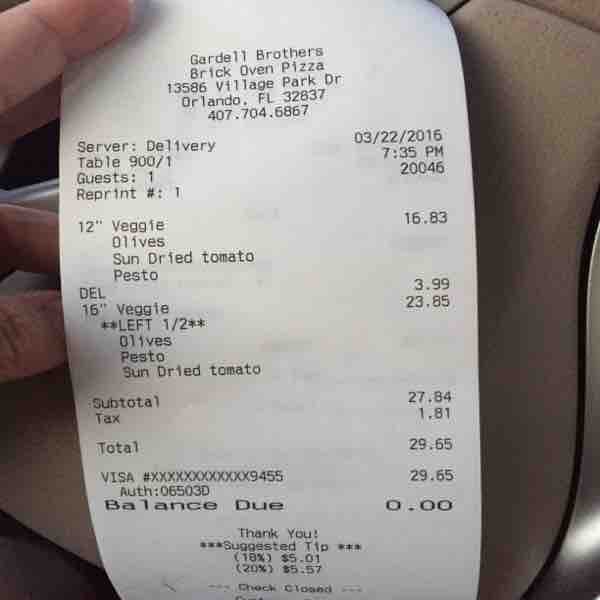 Gardell Brothers
Brick Oven Pizza
13586 Village Park Dr
Orlando, FL 32837
407.704.6867
Server: Delivery 03/22/2016
Table 900/1 7:35 PM
Guests: 1 20046
Reprint #: 1
12" Veggie 16.83
Olives
Sun Dried tomato
Pesto
DEL 3.99
16" Veggie 23.85
**LEFT 1/2**
Olives
Pesto
Sun Dried tomato
Subtotal 27.84
Tax 1.81
Total 29.65
VISA #XXXXXXXXXXXX9455 29.65
Auth:06503D
Balance Due 0.00
Thank You!
***Suggested Tip ***
(18%) $5.01
(20%) $5.57
--- Check Closed ---